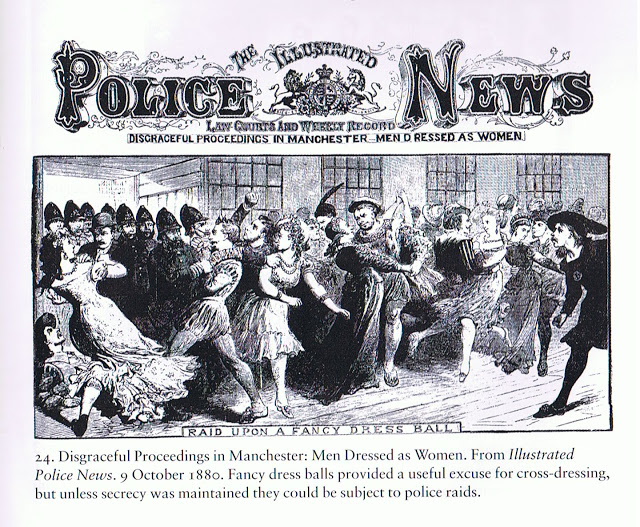 THE ILLUSTRATED
POLICE NEWS
LAW COURTS AND WEEKLY RECORD
DISGRACEFUL PROCEEDINGS IN MANCHESTER MEN DRESSED AS WOMEN
RAID UPON A FANCY DRESS BALL
24. Disgraceful Proceedings in Manchester: Men Dressed as Women. From Illustrated
Police News. 9 October 1880. Fancy dress balls provided a useful excuse for cross-dressing,
but unless secrecy was maintained they could be subject to police raids.